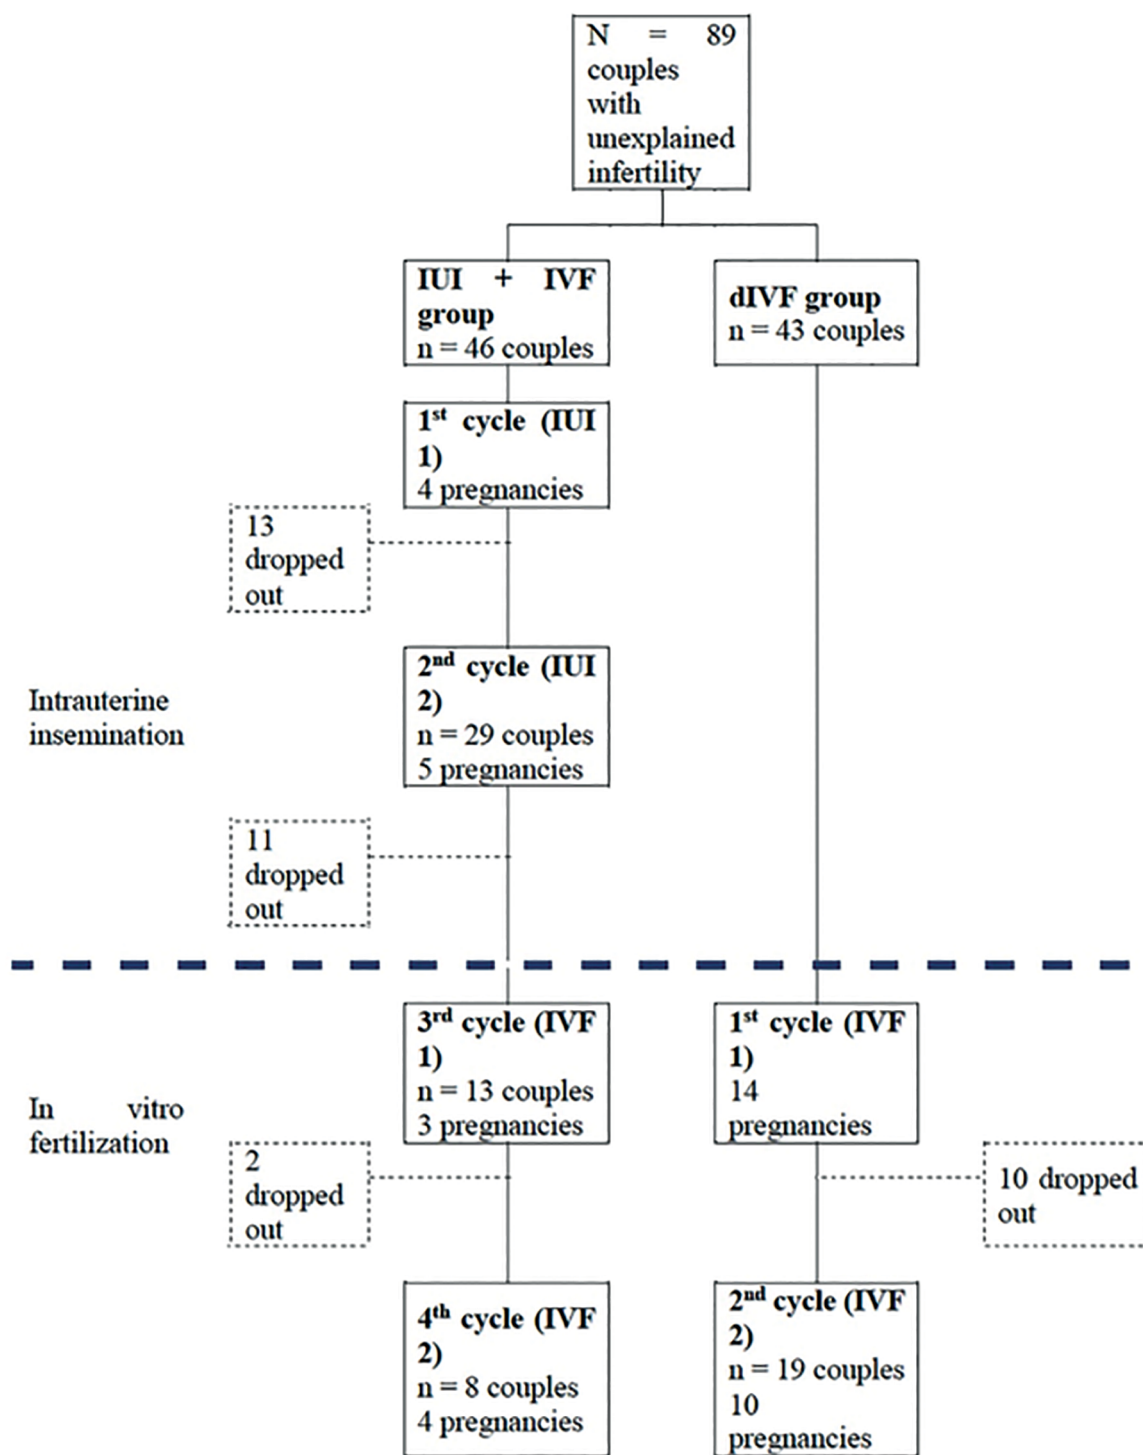 N = 89
couples
with
unexplained
infertility
IUI + IVF
group
n = 46 couples
dIVF group
n = 43 couples
1st cycle (IUI
1)
4 pregnancies
13
dropped
out
Intrauterine
insemination
2nd cycle (IUI
2)
n = 29 couples
5 pregnancies
11
dropped
out
In vitro
fertilization
3rd cycle (IVF
1)
n = 13 couples
3 pregnancies
1st cycle (IVF
1)
14
pregnancies
2
dropped
out
10 dropped
out
4th cycle (IVF
2)
n = 8 couples
4 pregnancies
2nd cycle (IVF
2)
n = 19 couples
10
pregnancies